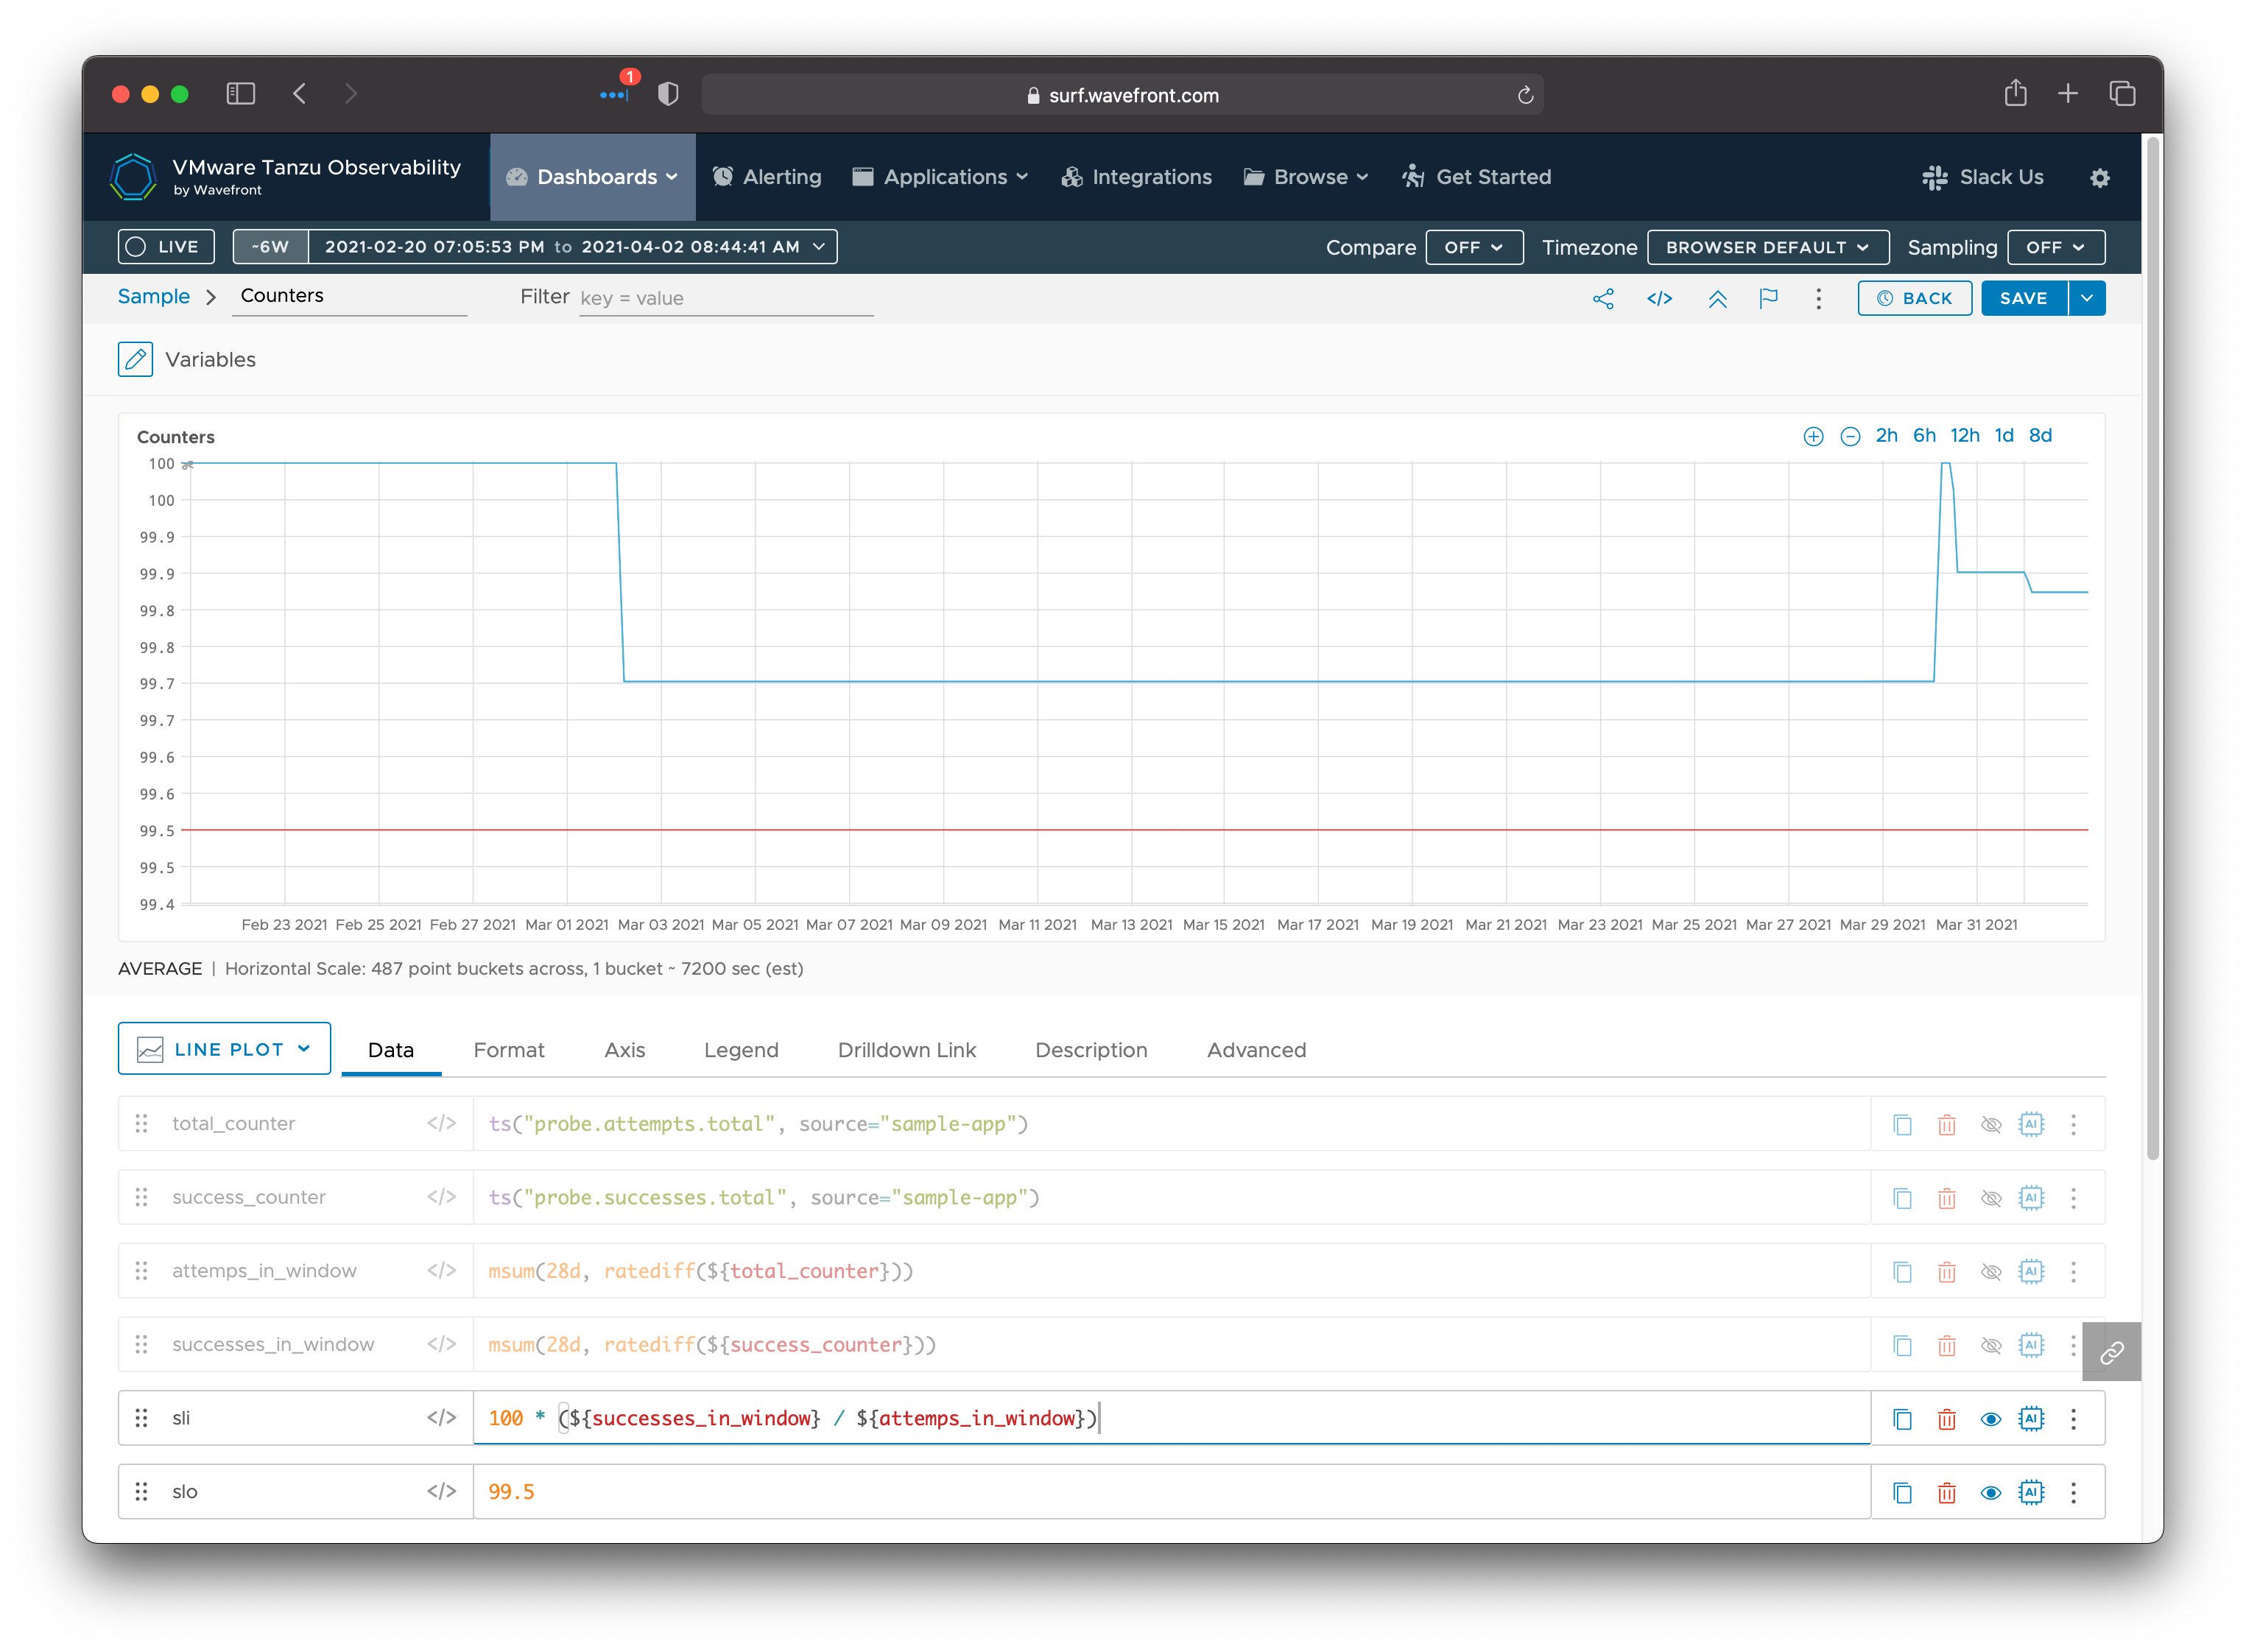 1
surf.wavefront.com
VMware Tanzu Observability
by Wavefront
Dashboards
Alerting
Applications
Integrations
Browse
Get Started
Slack Us
LIVE
~6W
2021-02-20 07:05:53 PM to 2021-04-02 08:44:41 AM
Compare
OFF
Timezone
BROWSER DEFAULT
Sampling
OFF
Sample
Counters
Filter
key = value
</>
BACK
SAVE
Variables
Counters
2h 6h 12h 1d 8d
100
100
99.9
99.9
99.8
99.8
99.7
99.7
99.6
99.6
99.5
99.5
99.4
Feb 23 2021 Feb 25 2021 Feb 27 2021 Mar 01 2021 Mar 03 2021 Mar 05 2021 Mar 07 2021 Mar 09 2021 Mar 11 2021 Mar 13 2021 Mar 15 2021 Mar 17 2021 Mar 19 2021 Mar 21 2021 Mar 23 2021 Mar 25 2021 Mar 27 2021 Mar 29 2021 Mar 31 2021
AVERAGE | Horizontal Scale: 487 point buckets across, 1 bucket ~ 7200 sec (est)
LINE PLOT
Data
Format
Axis
Legend
Drilldown Link
Description
Advanced
total_counter </> ts("probe.attempts.total", source="sample-app") AI
success_counter </> ts("probe.successes.total", source="sample-app") AI
attemps_in_window </> msum(28d, ratediff(${total_counter})) AI
successes_in_window </> msum(28d, ratediff(${success_counter})) AI
sli </> 100 * (${successes_in_window} / ${attemps_in_window}) AI
slo </> 99.5 AI